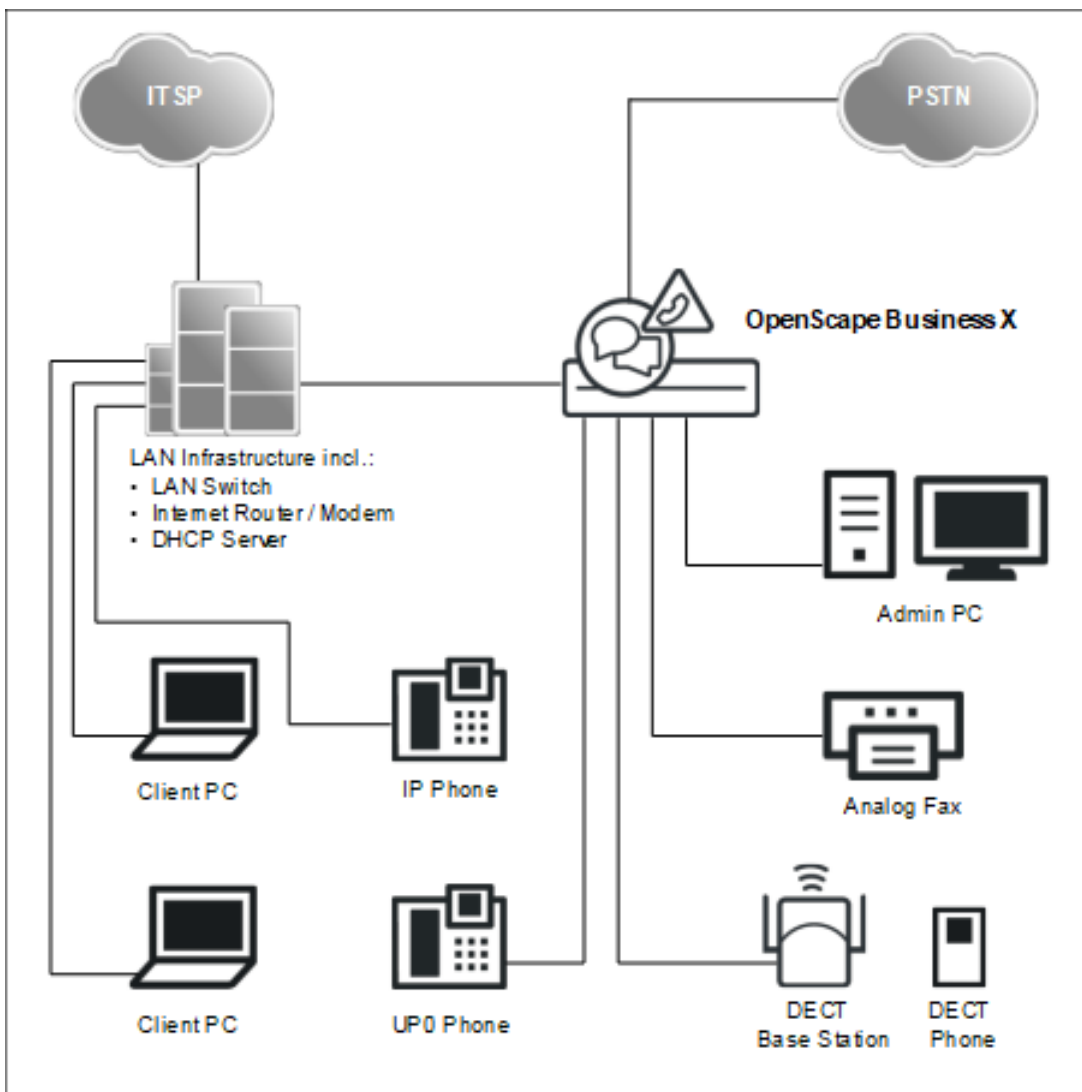 ITSP
PSTN
OpenScape Business X
LAN Infrastructure incl.:
• LAN Switch
• Internet Router / Modem
• DHCP Server
Admin PC
Client PC
IP Phone
Analog Fax
Client PC
UP0 Phone
DECT
Base Station
DECT
Phone